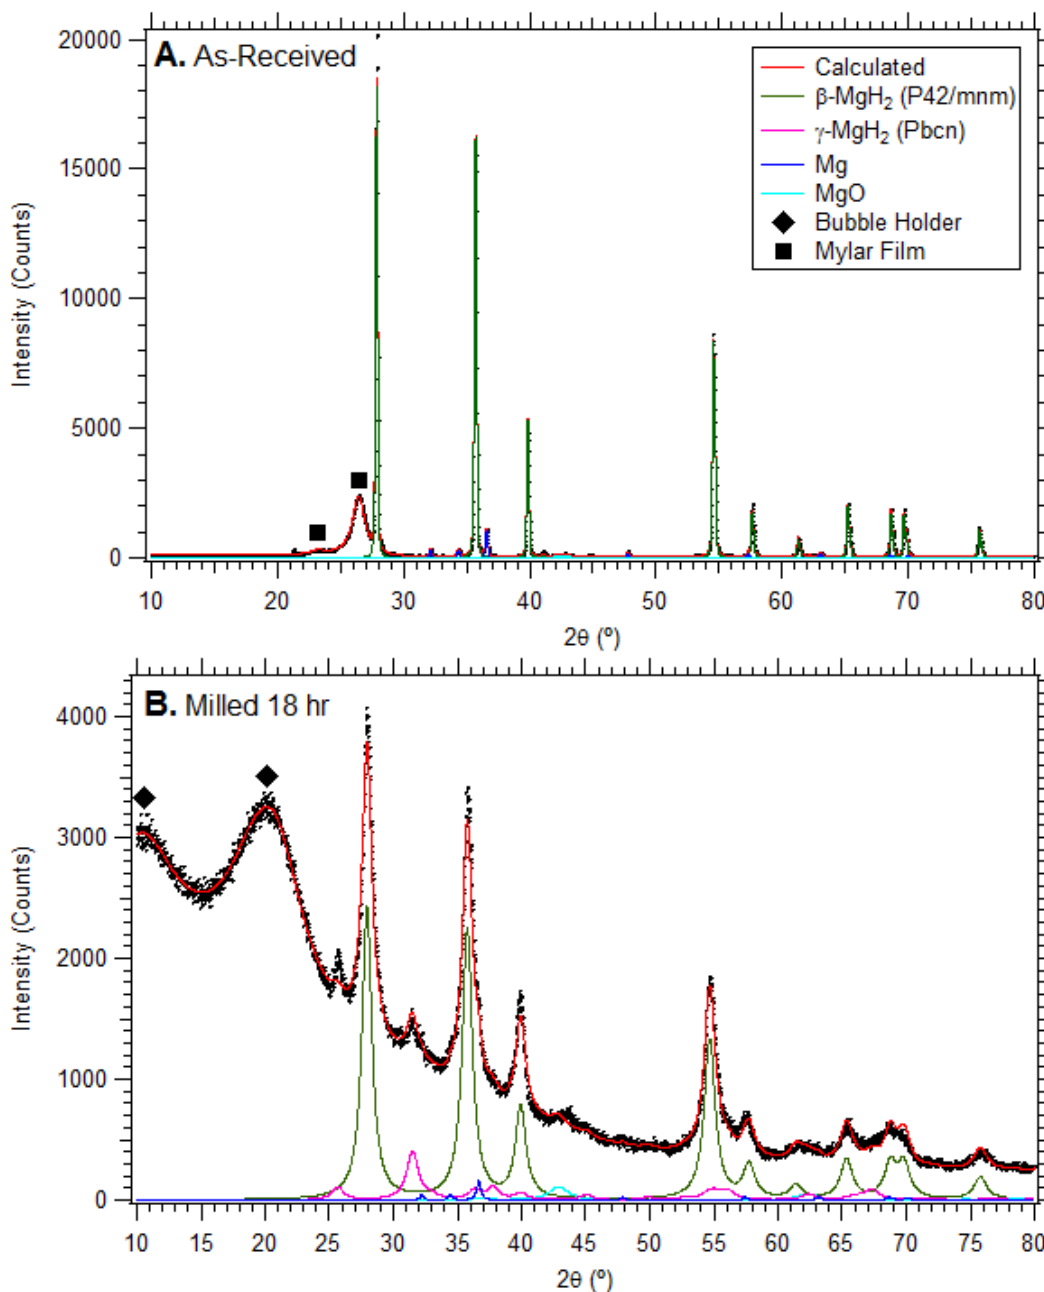 A. As-Received
Calculated
β-MgH₂ (P42/mnm)
γ-MgH₂ (Pbcn)
Mg
MgO
Bubble Holder
Mylar Film
20000
15000
10000
5000
0
Intensity (Counts)
10 20 30 40 50 60 70 80
2θ (º)
B. Milled 18 hr
4000
3000
2000
1000
0
Intensity (Counts)
10 15 20 25 30 35 40 45 50 55 60 65 70 75 80
2θ (º)